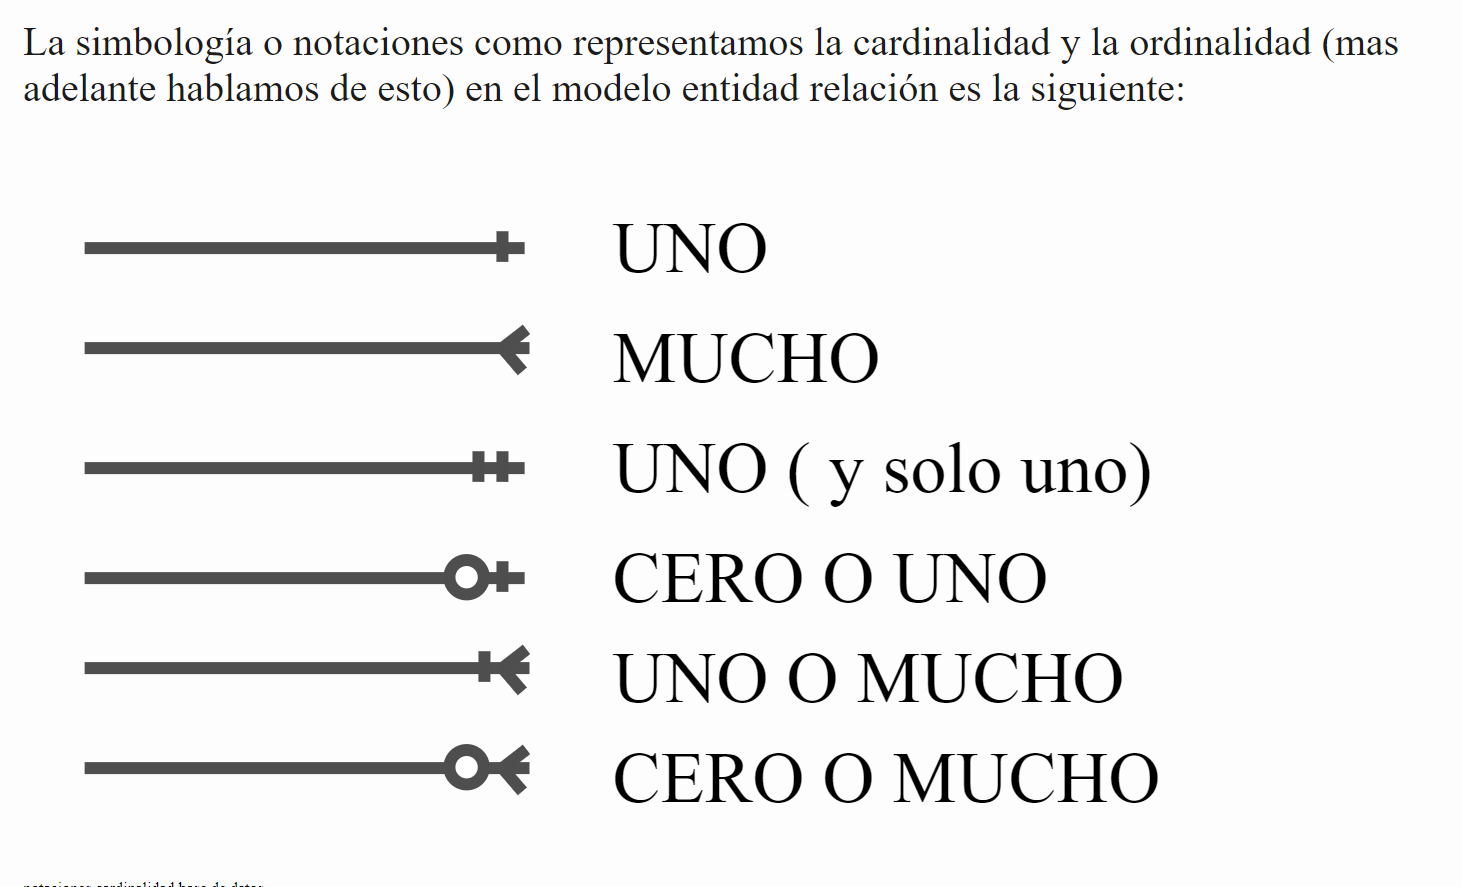 La simbología o notaciones como representamos la cardinalidad y la ordinalidad (mas
adelante hablamos de esto) en el modelo entidad relación es la siguiente:
UNO
MUCHO
UNO ( y solo uno)
CERO O UNO
UNO O MUCHO
CERO O MUCHO